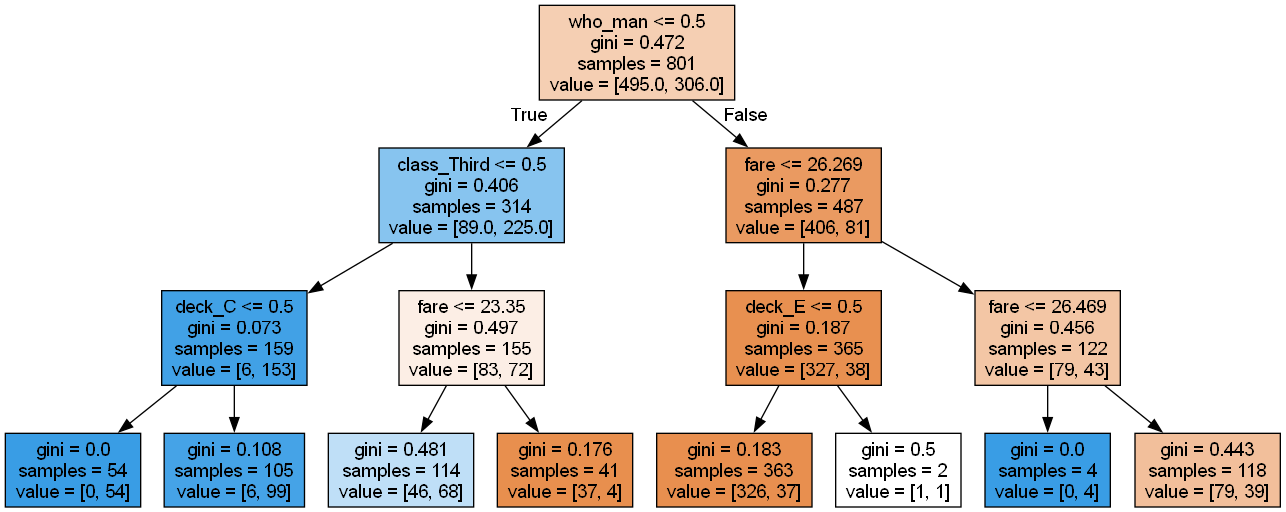 who_man <= 0.5
gini = 0.472
samples = 801
value = [495.0, 306.0]
True
False
class_Third <= 0.5
gini = 0.406
samples = 314
value = [89.0, 225.0]
fare <= 26.269
gini = 0.277
samples = 487
value = [406, 81]
deck_C <= 0.5
gini = 0.073
samples = 159
value = [6, 153]
fare <= 23.35
gini = 0.497
samples = 155
value = [83, 72]
deck_E <= 0.5
gini = 0.187
samples = 365
value = [327, 38]
fare <= 26.469
gini = 0.456
samples = 122
value = [79, 43]
gini = 0.0
samples = 54
value = [0, 54]
gini = 0.108
samples = 105
value = [6, 99]
gini = 0.481
samples = 114
value = [46, 68]
gini = 0.176
samples = 41
value = [37, 4]
gini = 0.183
samples = 363
value = [326, 37]
gini = 0.5
samples = 2
value = [1, 1]
gini = 0.0
samples = 4
value = [0, 4]
gini = 0.443
samples = 118
value = [79, 39]